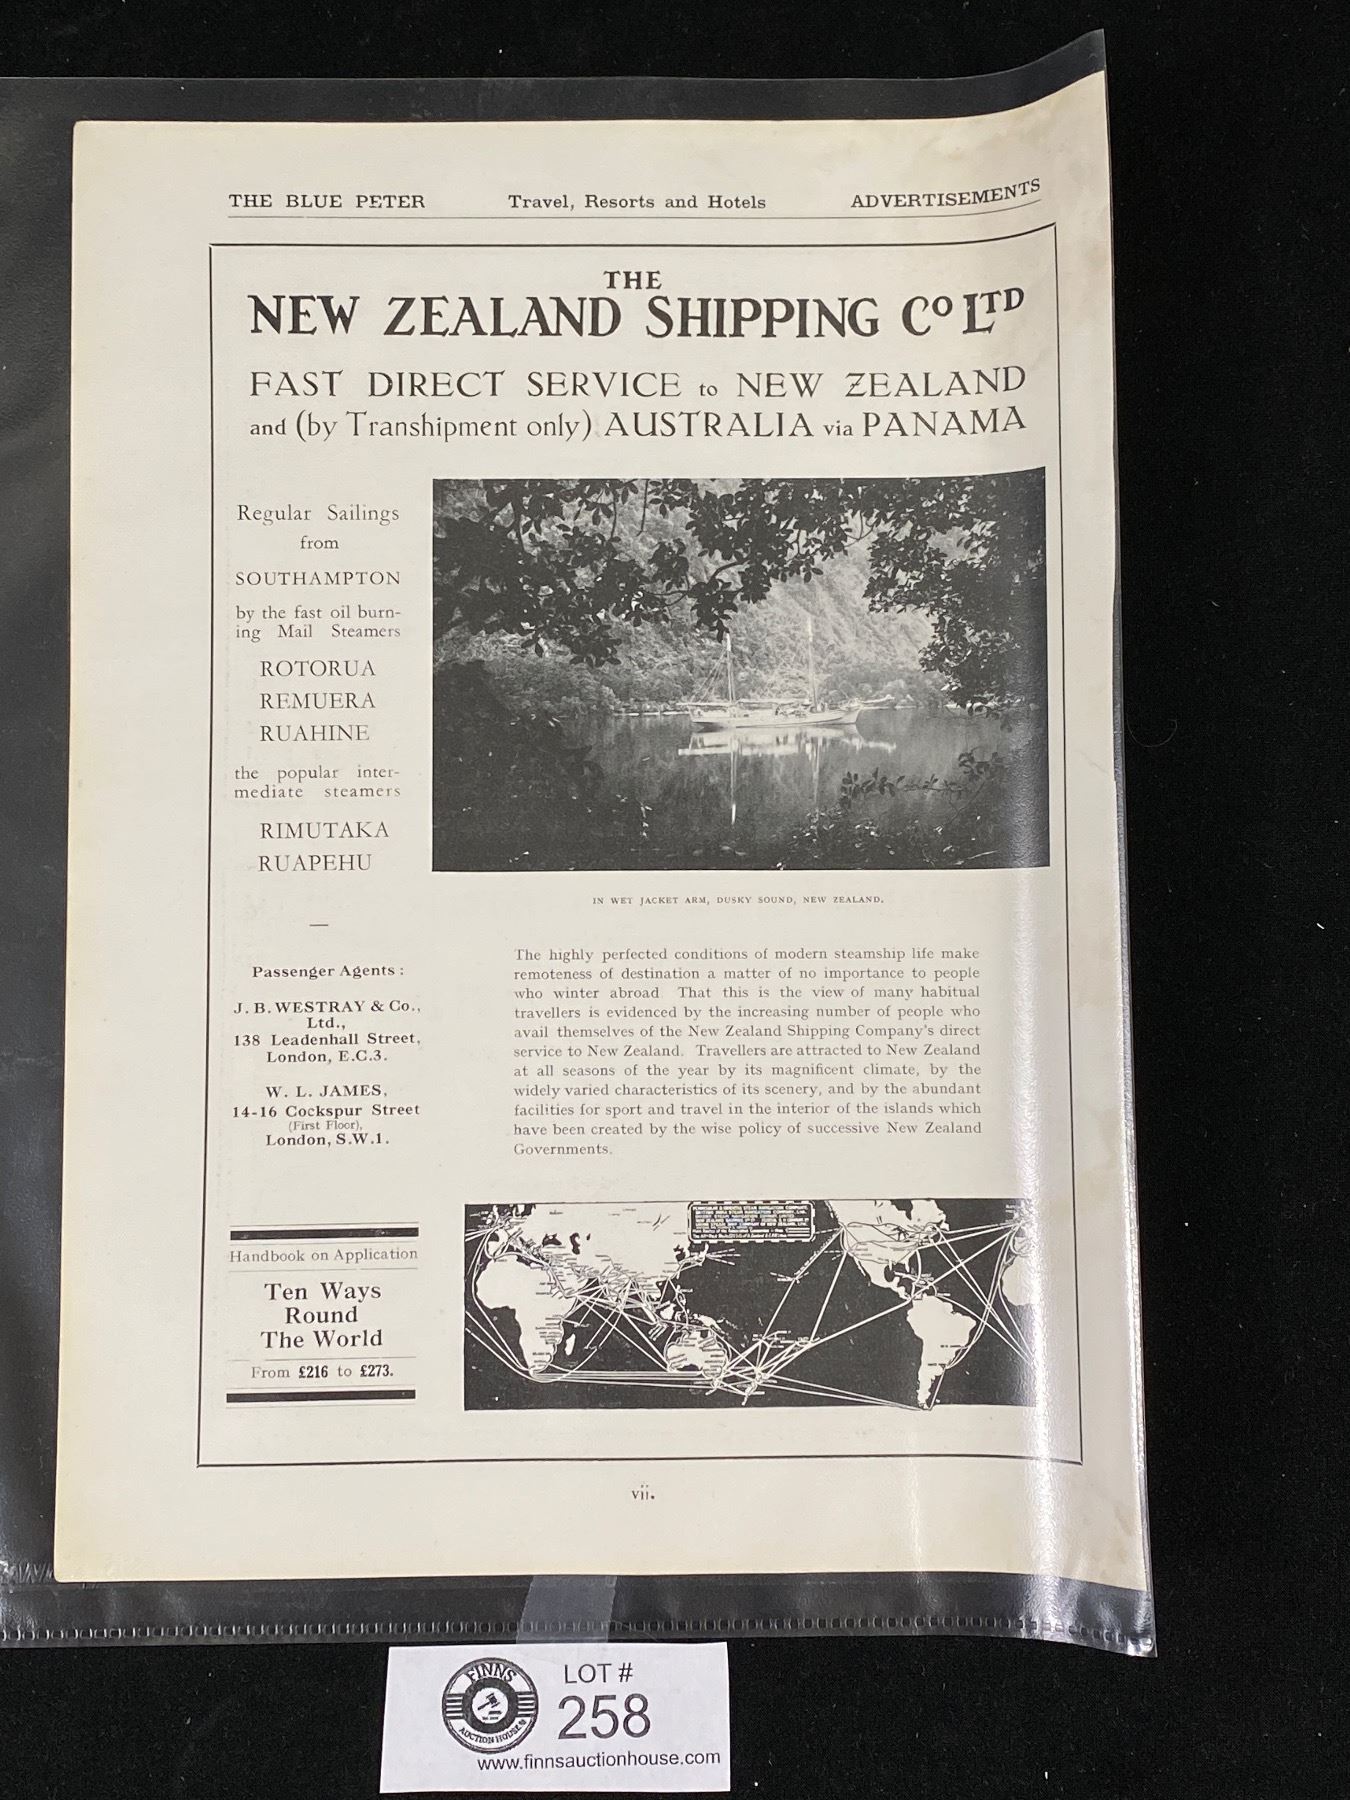 THE BLUE PETER Travel, Resorts and Hotels ADVERTISEMENTS
THE
NEW ZEALAND SHIPPING Co LTD
FAST DIRECT SERVICE to NEW ZEALAND
and (by Transhipment only) AUSTRALIA via PANAMA
Regular Sailings
from
SOUTHAMPTON
by the fast oil burn-
ing Mail Steamers
ROTORUA
REMUERA
RUAHINE
the popular inter-
mediate steamers
RIMUTAKA
RUAPEHU
—
Passenger Agents :
J. B. WESTRAY & Co.,
Ltd.,
138 Leadenhall Street,
London, E.C.3.
W. L. JAMES,
14-16 Cockspur Street
(First Floor),
London, S.W.1.
Handbook on Application
Ten Ways
Round
The World
From £216 to £273.
IN WET JACKET ARM, DUSKY SOUND, NEW ZEALAND.
The highly perfected conditions of modern steamship life make
remoteness of destination a matter of no importance to people
who winter abroad That this is the view of many habitual
travellers is evidenced by the increasing number of people who
avail themselves of the New Zealand Shipping Company's direct
service to New Zealand. Travellers are attracted to New Zealand
at all seasons of the year by its magnificent climate, by the
widely varied characteristics of its scenery, and by the abundant
facilities for sport and travel in the interior of the islands which
have been created by the wise policy of successive New Zealand
Governments.
vii.
FINNS
AUCTION HOUSE
LOT #
258
www.finnsauctionhouse.com